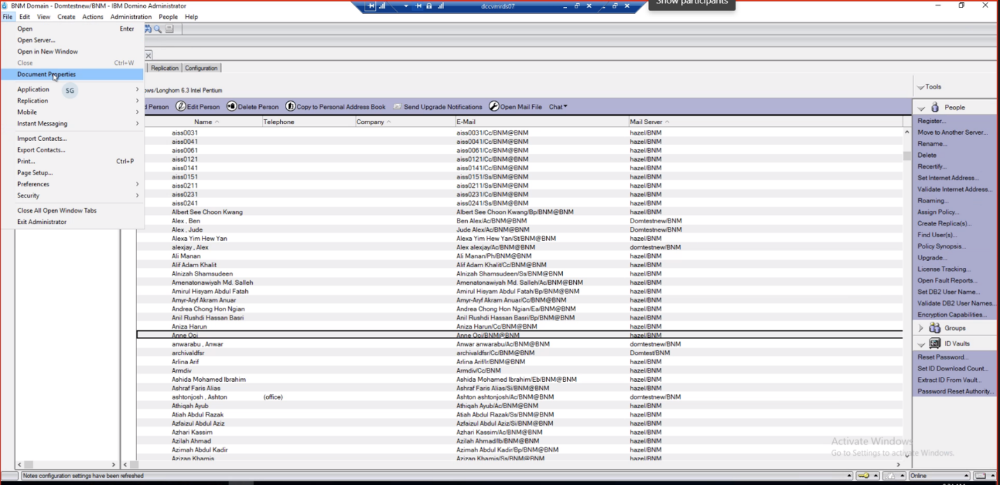 BNM Domain - Domtestnew/BNM - IBM Domino Administrator
dccvmrds07
Show participants
File Edit View Create Actions Administration People Help
Open Enter
Open Server...
Open in New Window
Close Ctrl+W
Document Properties
Application
SG
Replication
Mobile
Instant Messaging
Import Contacts...
Export Contacts...
Print... Ctrl+P
Page Setup...
Preferences
Security
Close All Open Window Tabs
Exit Administrator
Replication Configuration
ows/Longhorn 6.3 Intel Pentium
Person Edit Person Delete Person Copy to Personal Address Book Send Upgrade Notifications Open Mail File Chat
Name Telephone Company E-Mail Mail Server
aiss0031 aiss0031/Cc/BNM@BNM hazel/BNM
aiss0041 aiss0041/Cc/BNM@BNM hazel/BNM
aiss0061 aiss0061/Cc/BNM@BNM hazel/BNM
aiss0121 aiss0121/Cc/BNM@BNM hazel/BNM
aiss0141 aiss0141/Cc/BNM@BNM hazel/BNM
aiss0151 aiss0151/Ss/BNM@BNM hazel/BNM
aiss0211 aiss0211/Ss/BNM@BNM hazel/BNM
aiss0231 aiss0231/Cc/BNM@BNM hazel/BNM
aiss0241 aiss0241/Ss/BNM@BNM hazel/BNM
Albert See Choon Kwang Albert See Choon Kwang/Bp/BNM@BNM hazel/BNM
Alex , Ben Ben Alex/Ac/BNM@BNM Domtestnew/BNM
Alex , Jude Jude Alex/Ac/BNM@BNM Domtestnew/BNM
Alexa Yim Hew Yan Alexa Yim Hew Yan/St/BNM@BNM hazel/BNM
alexjay , Alex Alex alexjay/Ac/BNM@BNM domtestnew/BNM
Ali Manan Ali Manan/Ph/BNM@BNM hazel/BNM
Alif Adam Khalit Alif Adam Khalit/Cc/BNM@BNM hazel/BNM
Alnizah Shamsudeen Alnizah Shamsudeen/Ss/BNM@BNM hazel/BNM
Amenatonawiyah Md. Salleh Amenatonawiyah Md. Salleh/Ac/BNM@BNM hazel/BNM
Amirul Hisyam Abdul Fatah Amirul Hisyam Abdul Fatah/Bp/BNM@BNM hazel/BNM
Amyr-Aryf Akram Anuar Amyr-Aryf Akram Anuar/Cc/BNM@BNM hazel/BNM
Andrea Chong Hon Ngian Andrea Chong Hon Ngian/Ea/BNM@BNM hazel/BNM
Anil Rushdi Hassan Basri Anil Rushdi Hassan Basri/Bp/BNM@BNM hazel/BNM
Aniza Harun Aniza Harun/Cc/BNM@BNM hazel/BNM
Anne Ooi Anne Ooi/BNM@BNM hazel/BNM
anwarabu , Anwar Anwar anwarabu/Ac/BNM@BNM domtestnew/BNM
archivaldfsr archivaldfsr/Cc/BNM@BNM Domtest/BNM
Arlina Arif Arlina Arif/Ir/BNM@BNM hazel/BNM
Armdiv Armdiv/Cc/BNM hazel/BNM
Ashida Mohamed Ibrahim Ashida Mohamed Ibrahim/Eb/BNM@BNM hazel/BNM
Ashraf Faris Alias Ashraf Faris Alias/Si/BNM@BNM hazel/BNM
ashtonjosh , Ashton (office) Ashton ashtonjosh/Ac/BNM@BNM domtestnew/BNM
Athiqah Ayub Athiqah Ayub/Ac/BNM@BNM hazel/BNM
Atiah Abdul Razak Atiah Abdul Razak/Ss/BNM@BNM hazel/BNM
Azfaizul Abdul Aziz Azfaizul Abdul Aziz/Si/BNM@BNM hazel/BNM
Azhari Kassim Azhari Kassim/Ac/BNM@BNM hazel/BNM
Azilah Ahmad Azilah Ahmad/Ib/BNM@BNM hazel/BNM
Azimah Abdul Kadir Azimah Abdul Kadir/Bp/BNM@BNM hazel/BNM
Azizan Khamis Azizan Khamis/Ss/BNM@BNM hazel/BNM
Tools
People
Register...
Move to Another Server...
Rename...
Delete
Recertify...
Set Internet Address...
Validate Internet Address...
Roaming...
Assign Policy...
Create Replica(s)...
Find User(s)...
Policy Synopsis...
Upgrade...
License Tracking...
Open Fault Reports...
Set DB2 User Name...
Validate DB2 User Names...
Encryption Capabilities...
Groups
ID Vaults
Reset Password...
Set ID Download Count...
Extract ID From Vault...
Password Reset Authority...
Activate Windows
Go to Settings to activate Windows.
Notes configuration settings have been refreshed
Online